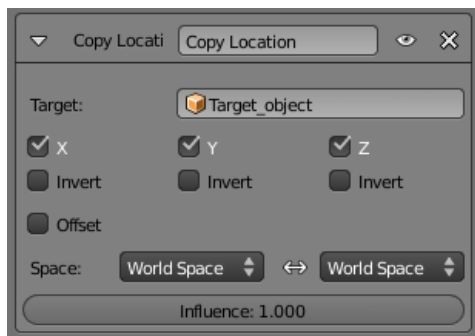 Copy Locati Copy Location
Target: Target_object
X Y Z
Invert Invert Invert
Offset
Space: World Space World Space
Influence: 1.000